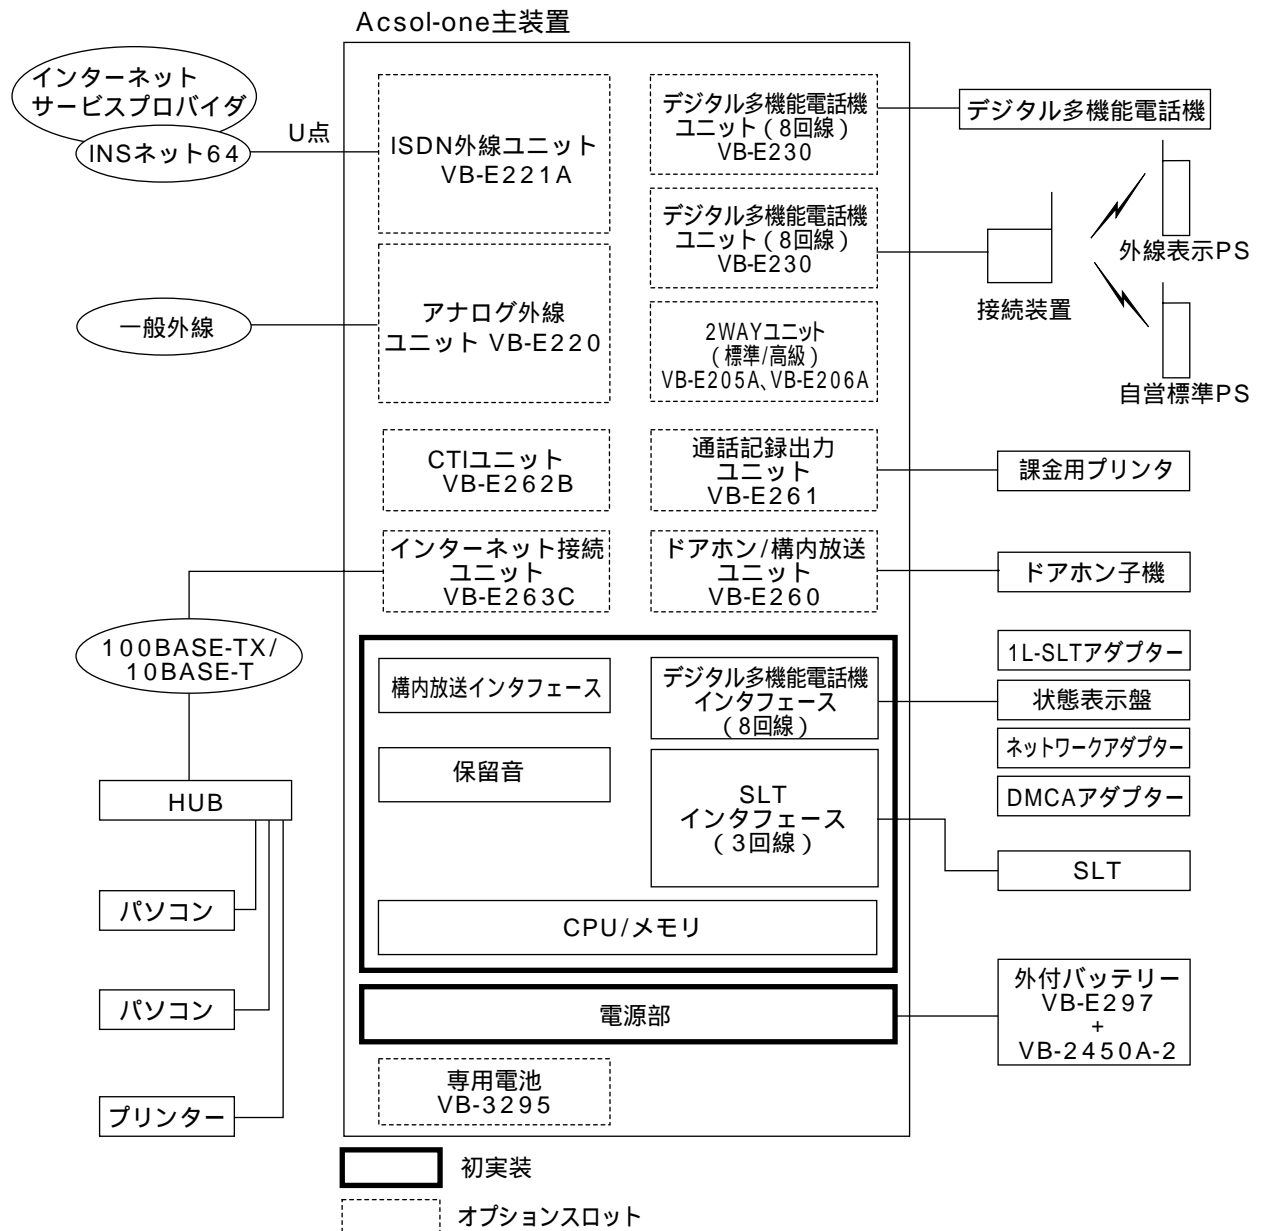 Acsol-one主装置
インターネット
サービスプロバイダ
INSネット64
U点
ISDN外線ユニット
VB-E221A
デジタル多機能電話機
ユニット(8回線)
VB-E230
デジタル多機能電話機
デジタル多機能電話機
ユニット(8回線)
VB-E230
接続装置
外線表示PS
自営標準PS
一般外線
アナログ外線
ユニット VB-E220
2WAYユニット
(標準/高級)
VB-E205A、VB-E206A
CTIユニット
VB-E262B
通話記録出力
ユニット
VB-E261
課金用プリンタ
インターネット接続
ユニット
VB-E263C
ドアホン/構内放送
ユニット
VB-E260
ドアホン子機
100BASE-TX/
10BASE-T
構内放送インタフェース
デジタル多機能電話機
インタフェース
(8回線)
1L-SLTアダプター
状態表示盤
ネットワークアダプター
DMCAアダプター
保留音
SLT
インタフェース
(3回線)
SLT
HUB
パソコン
CPU/メモリ
パソコン
電源部
外付バッテリー
VB-E297
+
VB-2450A-2
専用電池
VB-3295
プリンター
初実装
オプションスロット